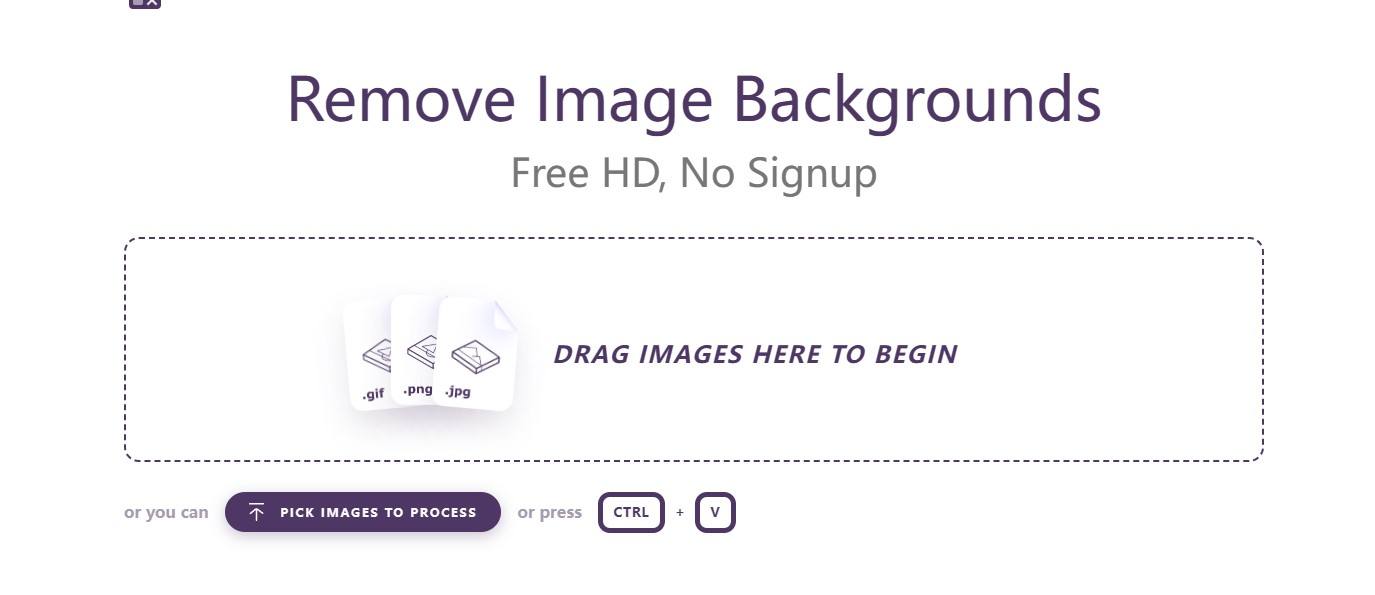 Remove Image Backgrounds
Free HD, No Signup
.gif .png .jpg
DRAG IMAGES HERE TO BEGIN
or you can PICK IMAGES TO PROCESS or press CTRL + V